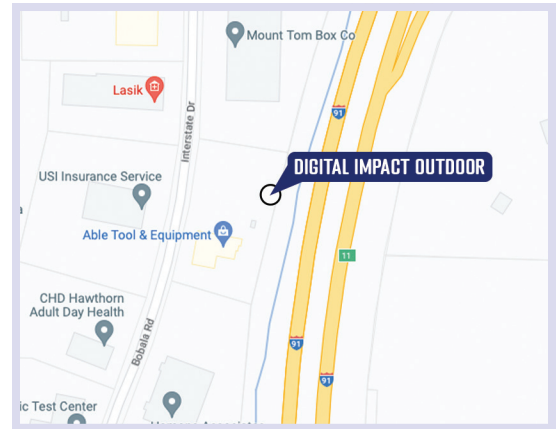 Mount Tom Box Co
Lasik
91
Interstate Dr
DIGITAL IMPACT OUTDOOR
USI Insurance Service
Able Tool & Equipment
11
CHD Hawthorn
Adult Day Health
Bobala Rd
91
91
ic Test Center